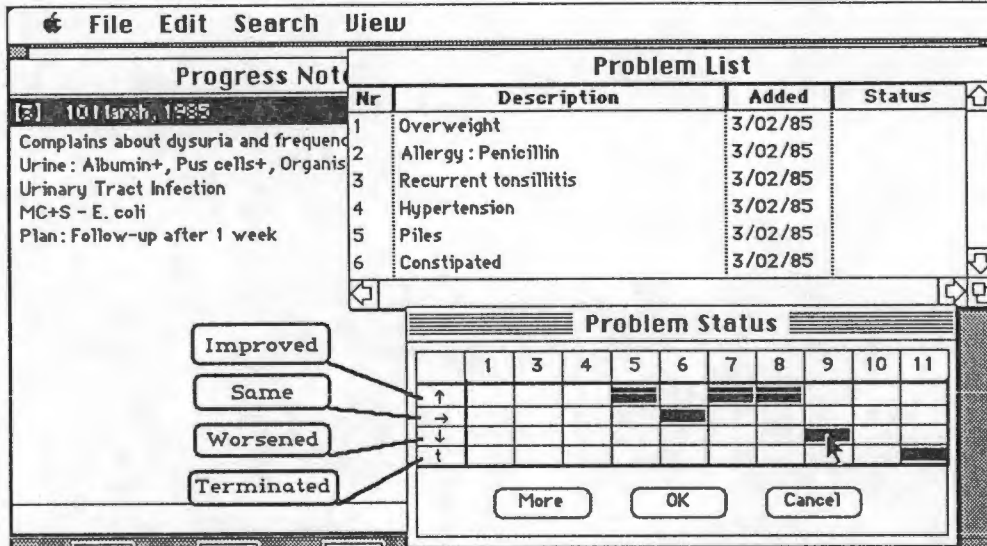 File Edit Search View
Progress Note
[8] 10 March, 1985
Complains about dysuria and frequenc
Urine: Albumin+, Pus cells+, Organis
Urinary Tract Infection
MC+S - E. coli
Plan: Follow-up after 1 week
Problem List
Nr Description Added Status
1 Overweight 3/02/85
2 Allergy : Penicillin 3/02/85
3 Recurrent tonsillitis 3/02/85
4 Hypertension 3/02/85
5 Piles 3/02/85
6 Constipated 3/02/85
Improved
Same
Worsened
Terminated
Problem Status
1 3 4 5 6 7 8 9 10 11
↑
→
↓
t
More OK Cancel